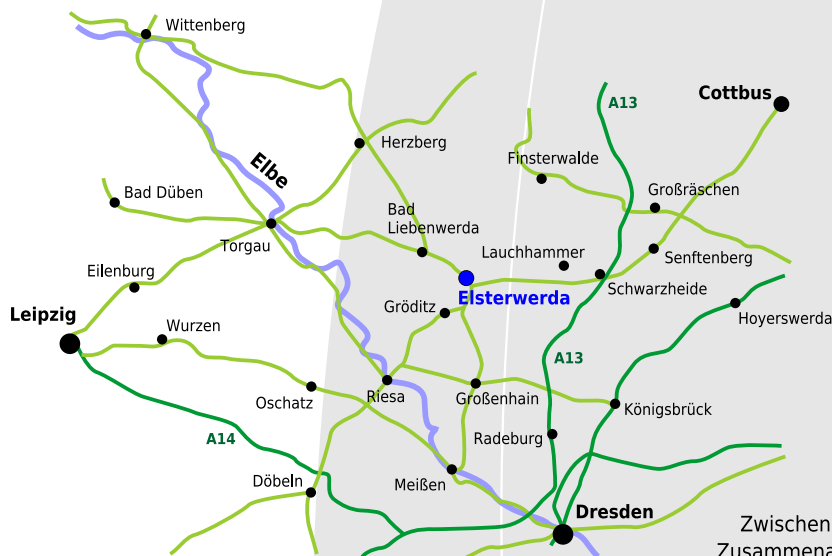 Wittenberg
Cottbus
A13
Herzberg
Elbe
Finsterwalde
Bad Düben
Großräschen
Bad
Liebenwerda
Torgau
Lauchhammer
Senftenberg
Eilenburg
Elsterwerda
Schwarzheide
Gröditz
Leipzig
Wurzen
Hoyerswerda
A13
Riesa
Großenhain
Oschatz
Königsbrück
A14
Radeburg
Döbeln
Meißen
Dresden
Zwischen